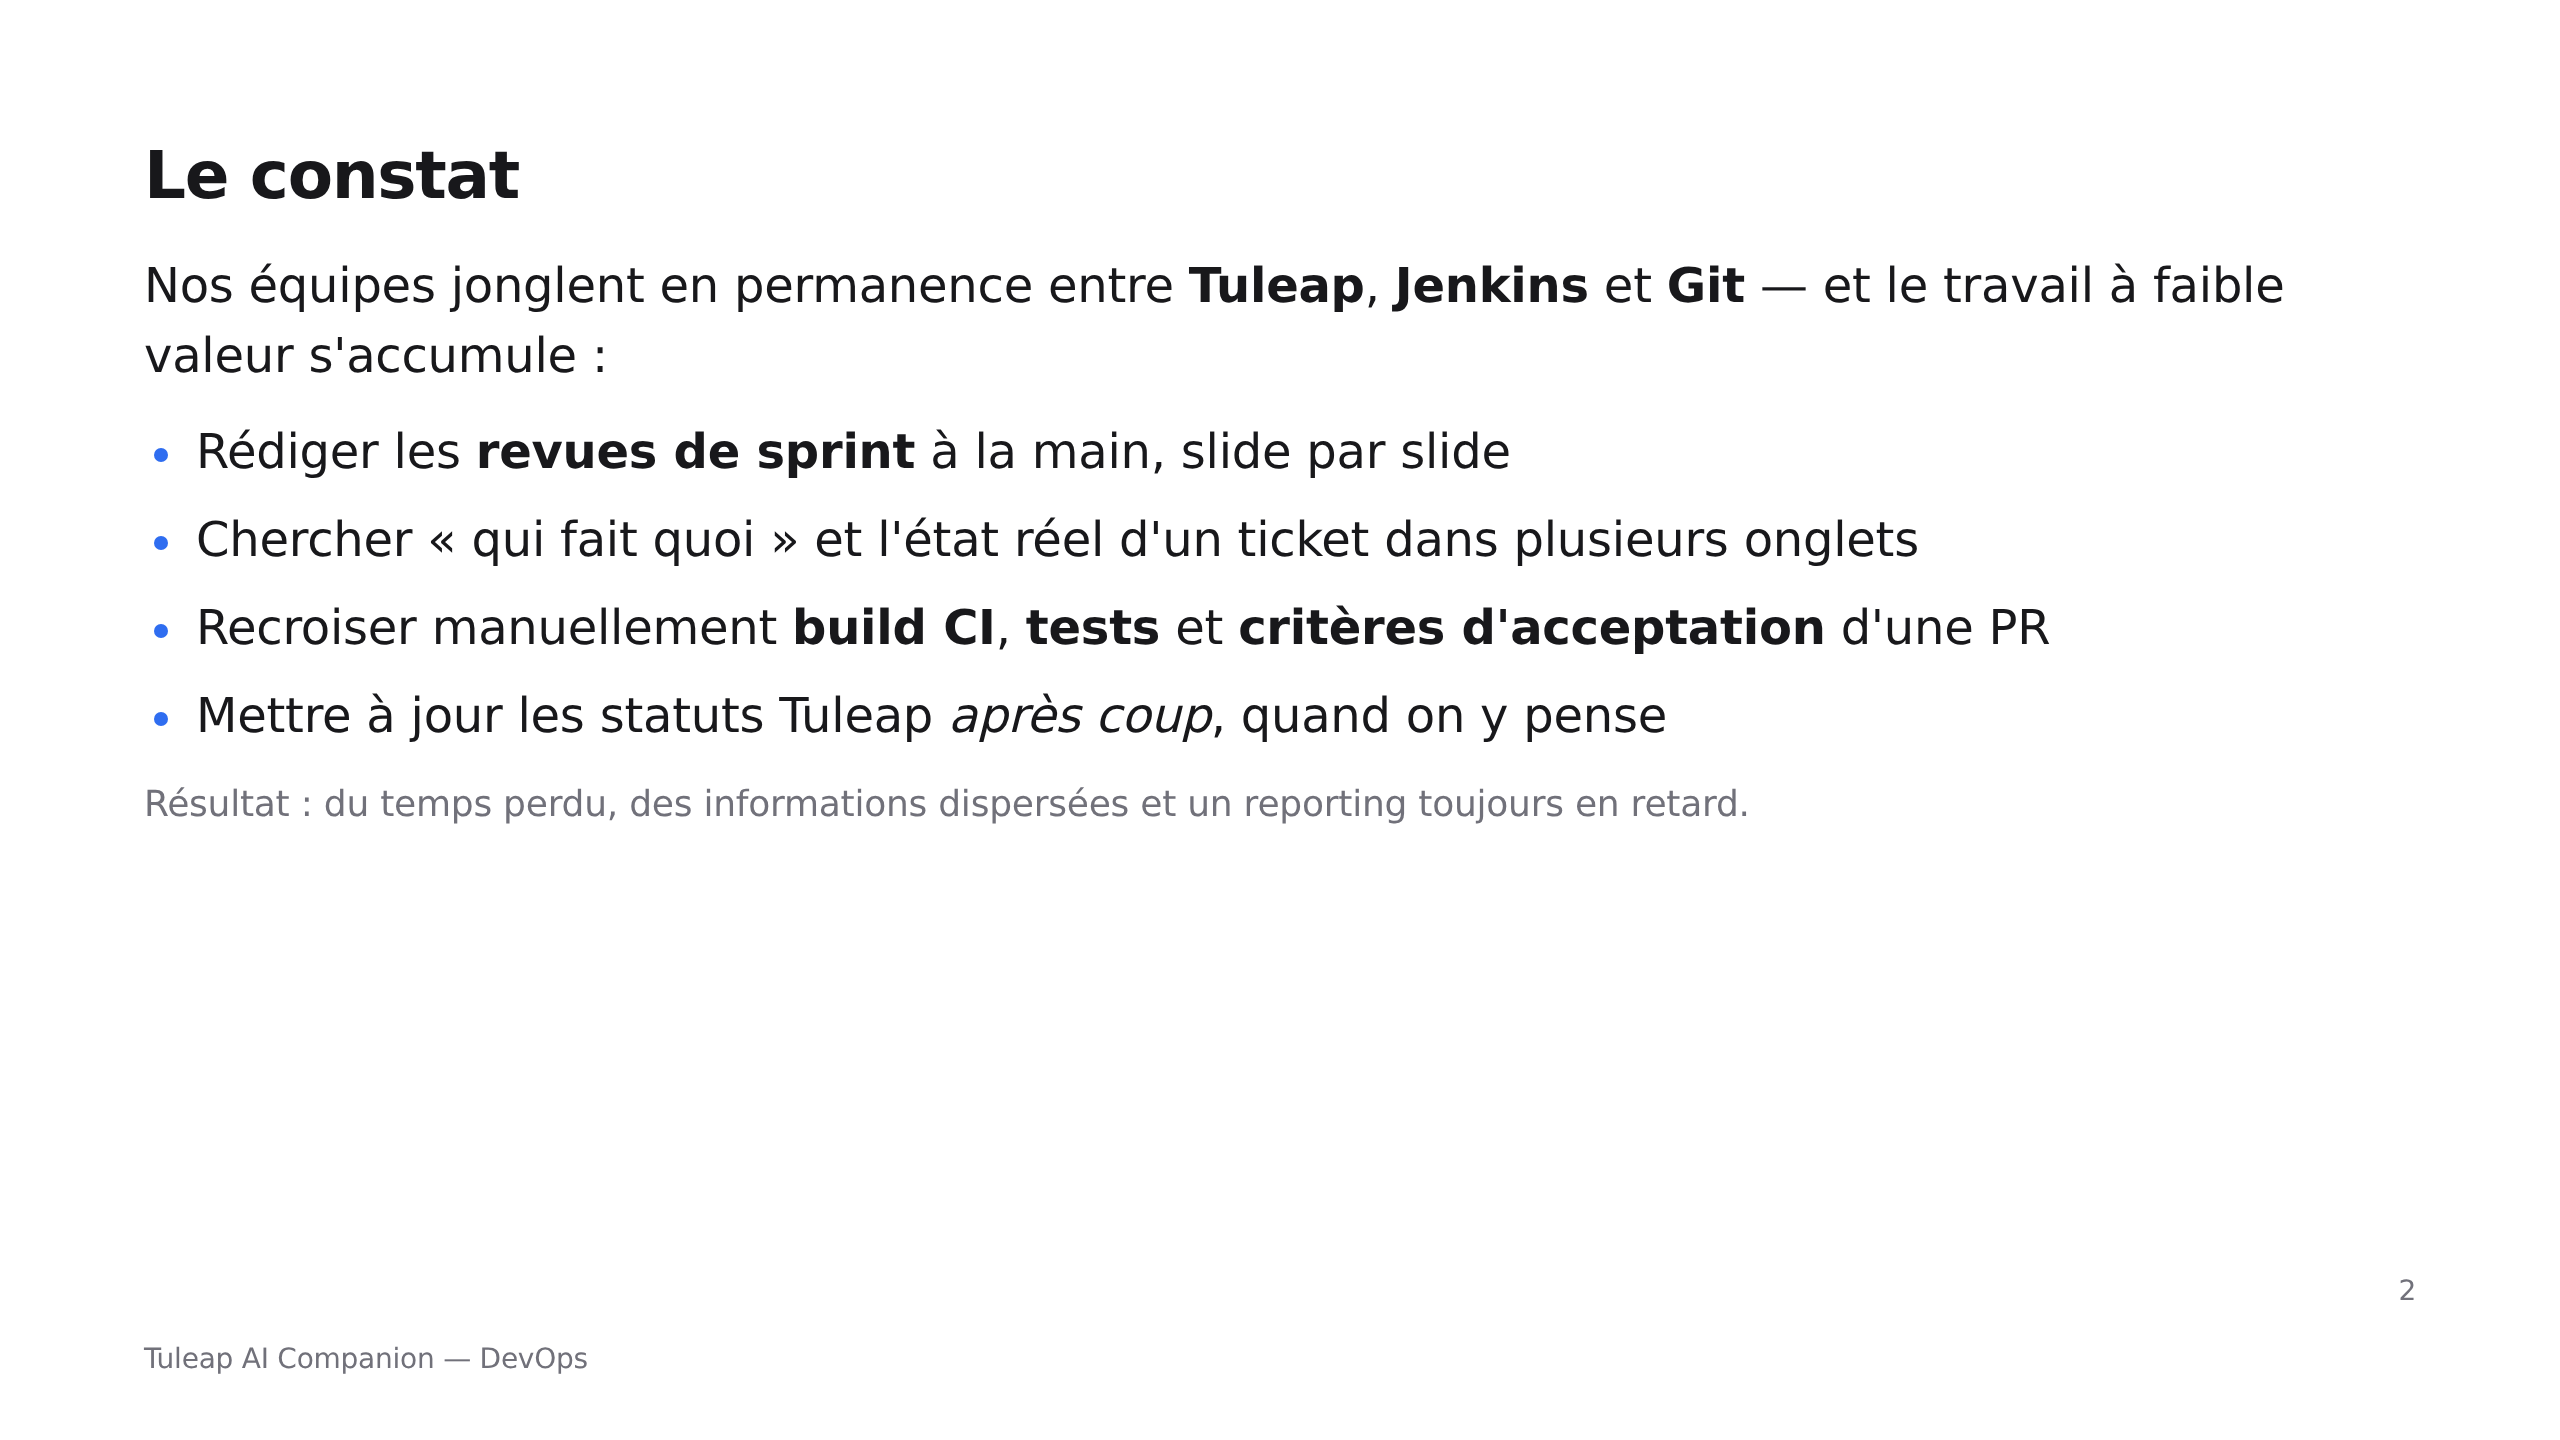 Le constat
Nos équipes jonglent en permanence entre Tuleap, Jenkins et Git — et le travail à faible
valeur s'accumule :
• Rédiger les revues de sprint à la main, slide par slide
• Chercher « qui fait quoi » et l'état réel d'un ticket dans plusieurs onglets
• Recroiser manuellement build CI, tests et critères d'acceptation d'une PR
• Mettre à jour les statuts Tuleap après coup, quand on y pense
Résultat : du temps perdu, des informations dispersées et un reporting toujours en retard.
2
Tuleap AI Companion — DevOps